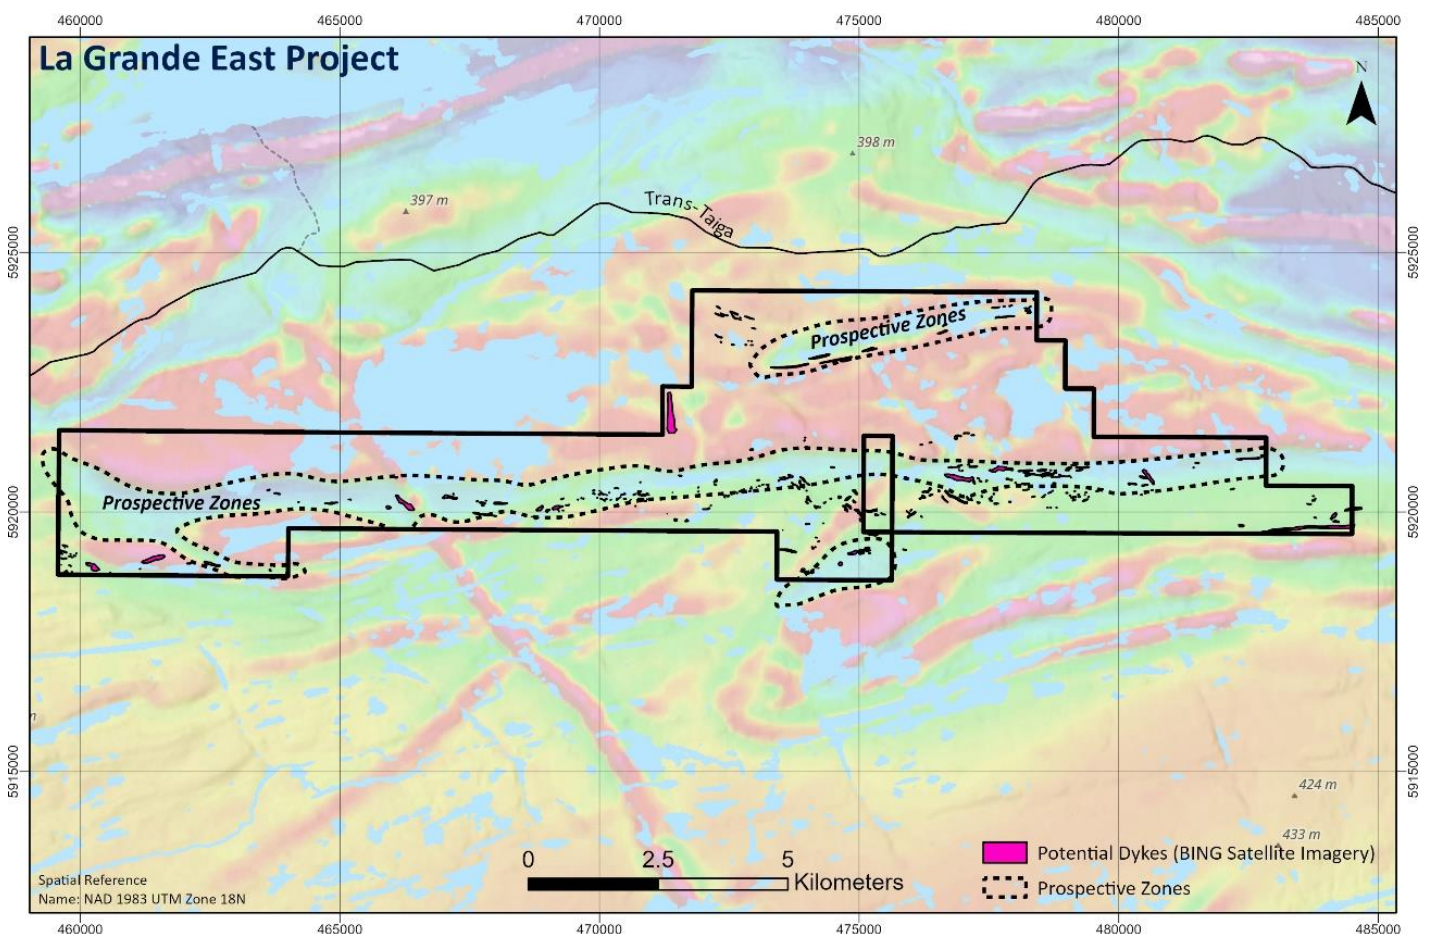 460000
465000
470000
475000
480000
485000
La Grande East Project
N
398 m
397 m
Trans-Taiga
5925000
5925000
Prospective Zones
Prospective Zones
5920000
5920000
5915000
5915000
424 m
433 m
0
2.5
5
Kilometers
Potential Dykes (BING Satellite Imagery)
Prospective Zones
Spatial Reference
Name: NAD 1983 UTM Zone 18N
460000
465000
470000
475000
480000
485000